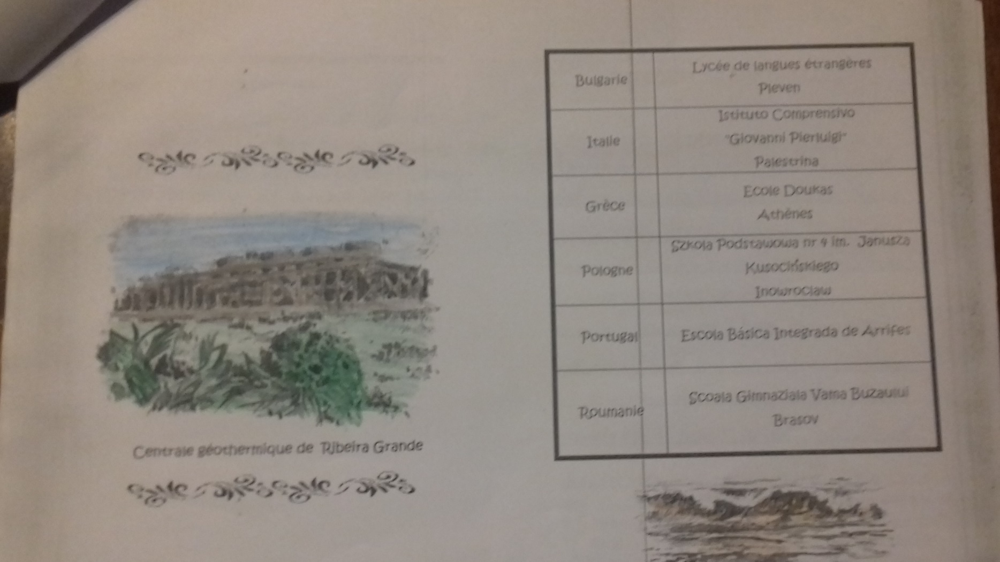 Centrale géothermique de Ribeira Grande
Bulgarie
Lycée de langues étrangères
Pleven
Italie
Istituto Comprensivo
"Giovanni Pierluigi"
Palestrina
Grèce
Ecole Doukas
Athènes
Pologne
Szkola Podstawowa nr 4 im. Janusza
Kusocińskiego
Inowroclaw
Portugal
Escola Básica Integrada de Arrifes
Roumanie
Scoala Gimnaziala Vama Buzaului
Brasov